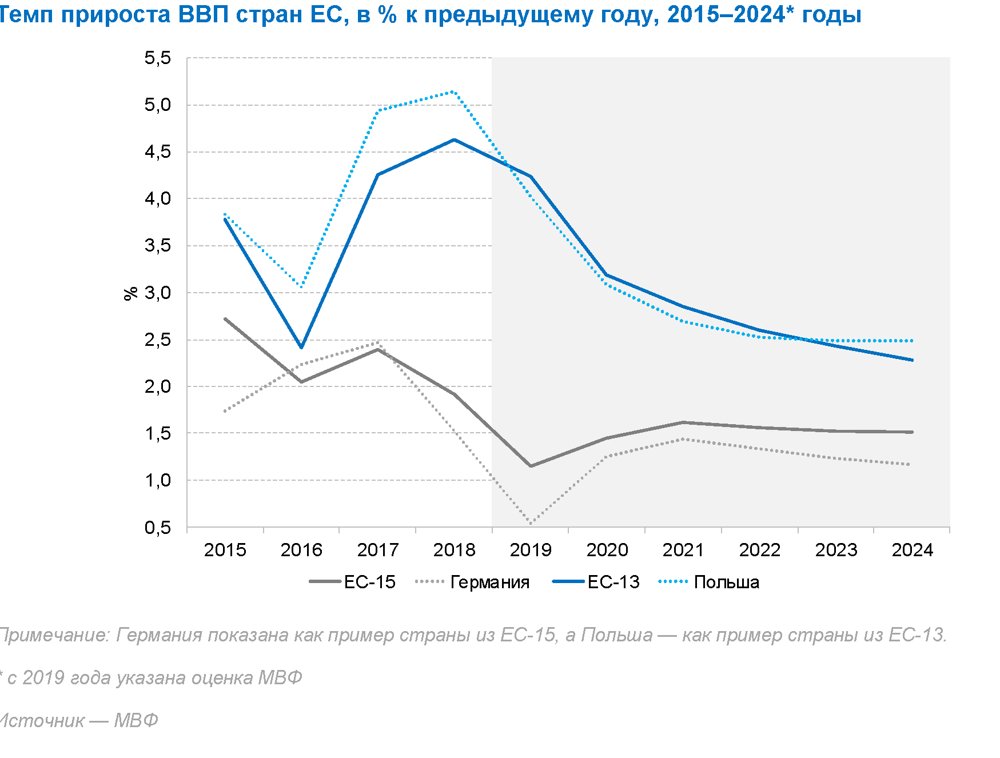 Темп прироста ВВП стран ЕС, в % к предыдущему году, 2015–2024* годы
5,5
5,0
4,5
4,0
3,5
3,0
2,5
2,0
1,5
1,0
0,5
%
2015 2016 2017 2018 2019 2020 2021 2022 2023 2024
ЕС-15 Германия ЕС-13 Польша
Примечание: Германия показана как пример страны из ЕС-15, а Польша — как пример страны из ЕС-13.
* с 2019 года указана оценка МВФ
Источник — МВФ